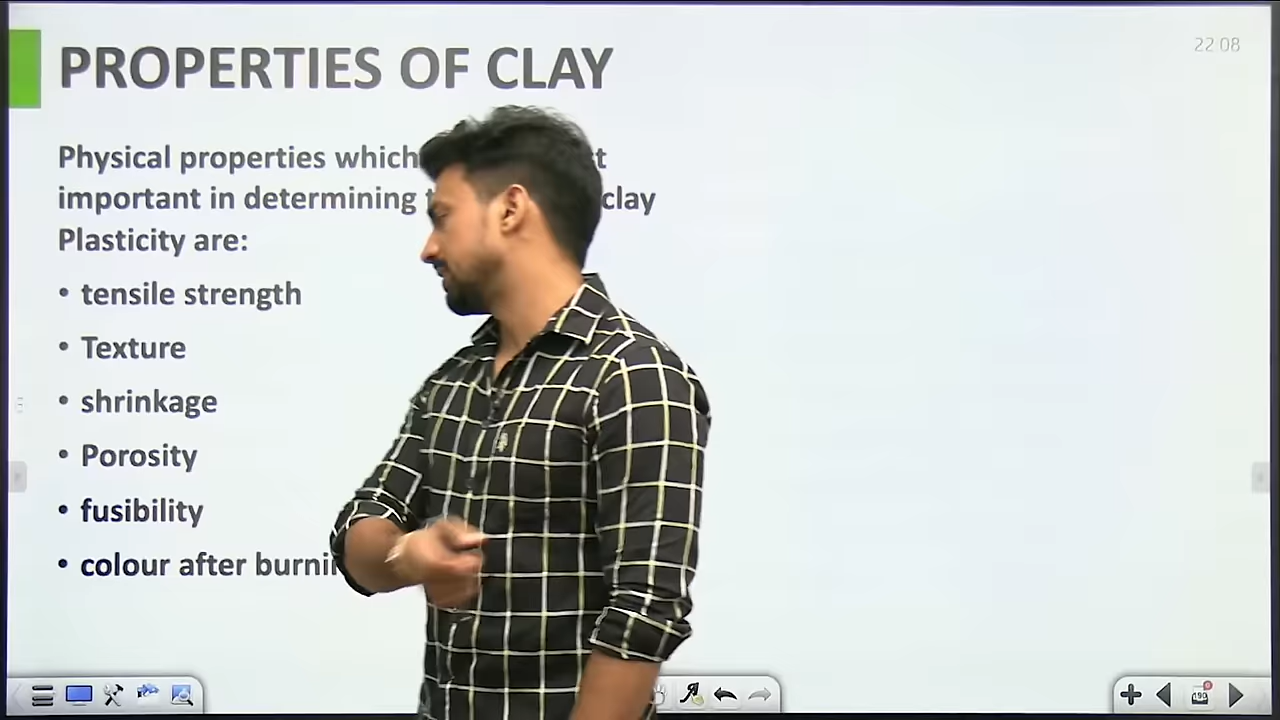 PROPERTIES OF CLAY
22 08
Physical properties which
important in determining clay
Plasticity are:
• tensile strength
• Texture
• shrinkage
• Porosity
• fusibility
• colour after